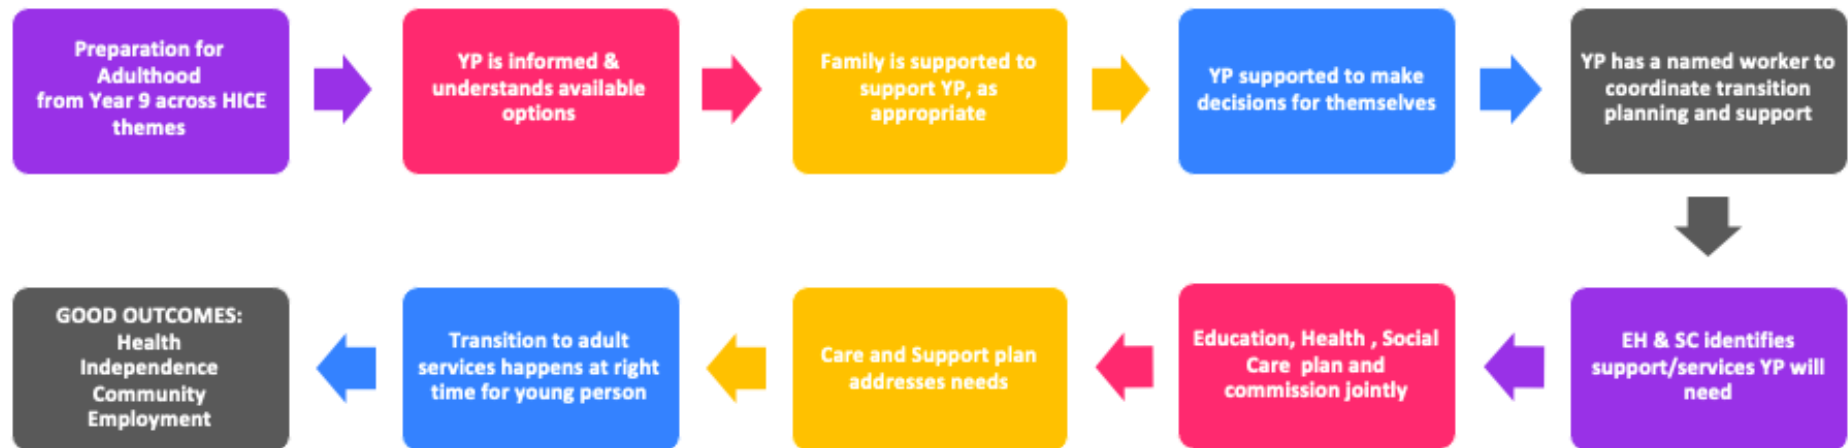 Preparation for
Adulthood
from Year 9 across HICE
themes
YP is informed &
understands available
options
Family is supported to
support YP, as
appropriate
YP supported to make
decisions for themselves
YP has a named worker to
coordinate transition
planning and support
EH & SC identifies
support/services YP will
need
Education, Health , Social
Care plan and
commission jointly
Care and Support plan
addresses needs
Transition to adult
services happens at right
time for young person
GOOD OUTCOMES:
Health
Independence
Community
Employment